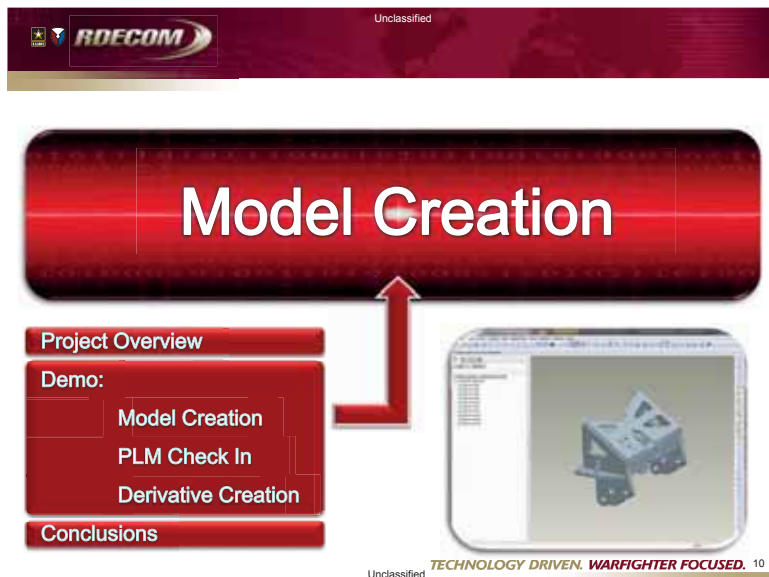 Unclassified
RDECOM
Model Creation
Project Overview
Demo:
Model Creation
PLM Check In
Derivative Creation
Conclusions
TECHNOLOGY DRIVEN. WARFIGHTER FOCUSED. 10
Unclassified